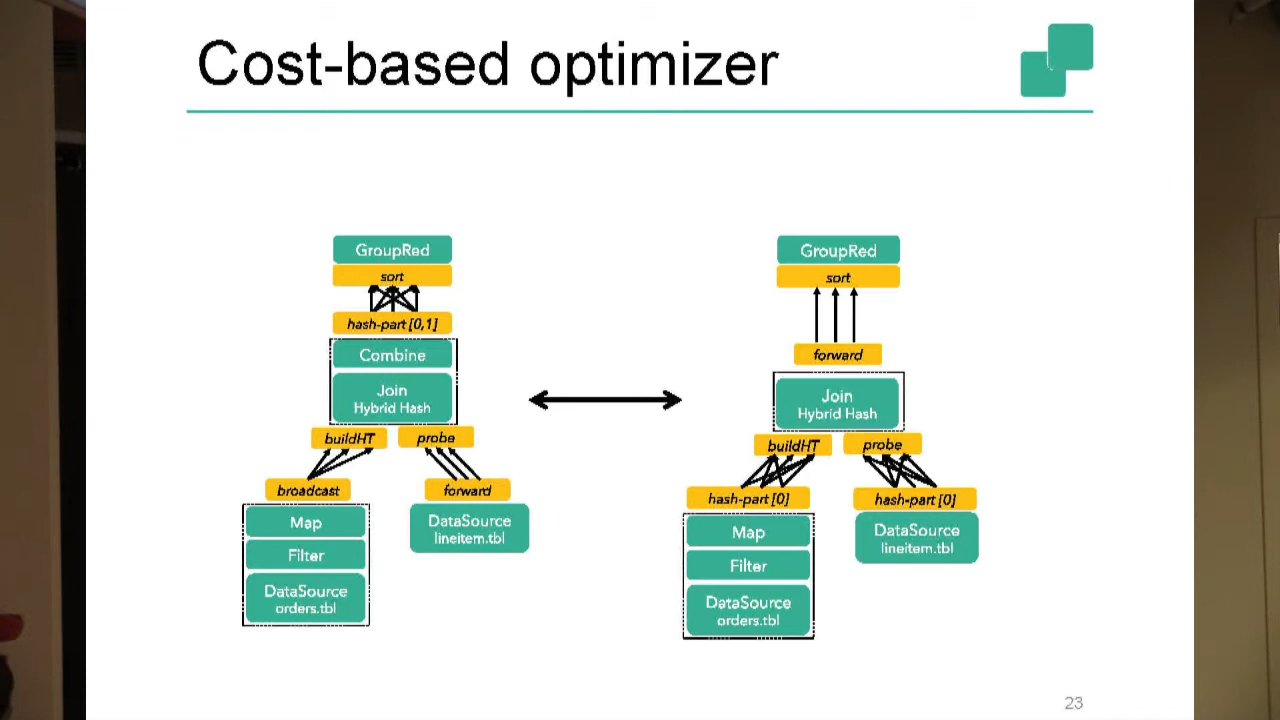 Cost-based optimizer
GroupRed
sort
hash-part [0,1]
Combine
Join
Hybrid Hash
buildHT
probe
broadcast
forward
Map
Filter
DataSource
orders.tbl
DataSource
lineitem.tbl
GroupRed
sort
forward
Join
Hybrid Hash
buildHT
probe
hash-part [0]
hash-part [0]
Map
Filter
DataSource
orders.tbl
DataSource
lineitem.tbl
23